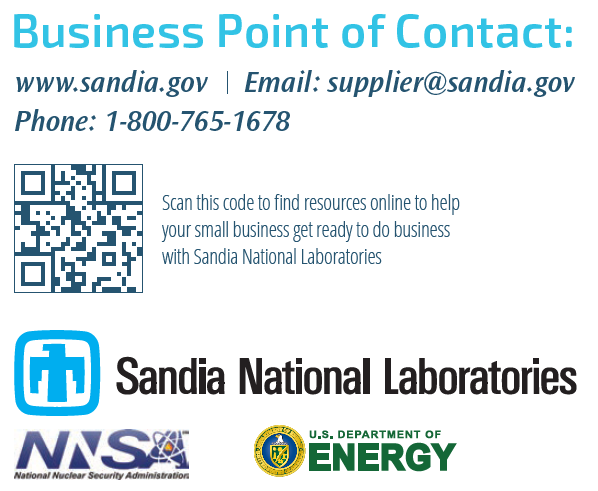 Business Point of Contact:
www.sandia.gov | Email: supplier@sandia.gov
Phone: 1-800-765-1678
Scan this code to find resources online to help
your small business get ready to do business
with Sandia National Laboratories
Sandia National Laboratories
NNSA
National Nuclear Security Administration
U.S. DEPARTMENT OF
ENERGY